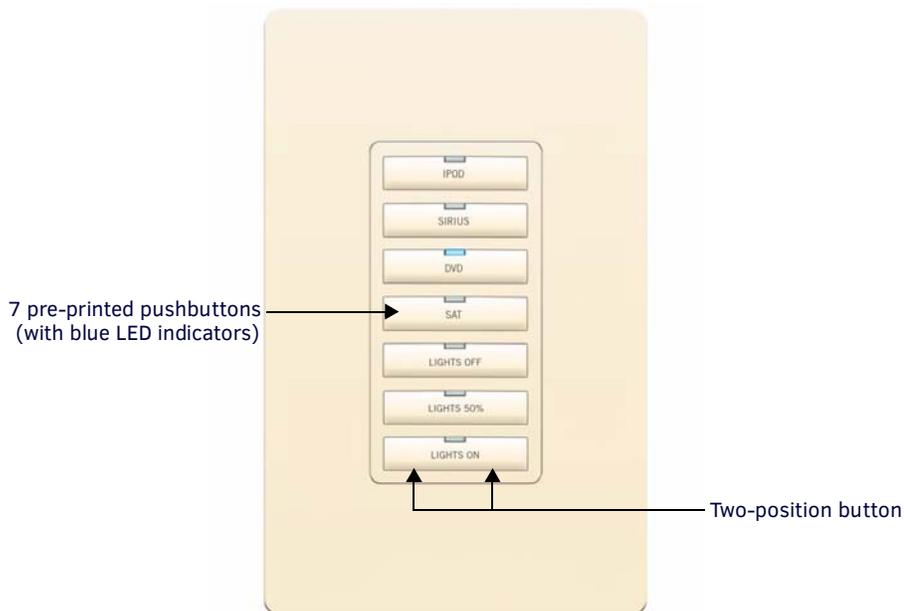 IPOD
SIRIUS
DVD
7 pre-printed pushbuttons
(with blue LED indicators)
SAT
LIGHTS OFF
LIGHTS 50%
LIGHTS ON
Two-position button